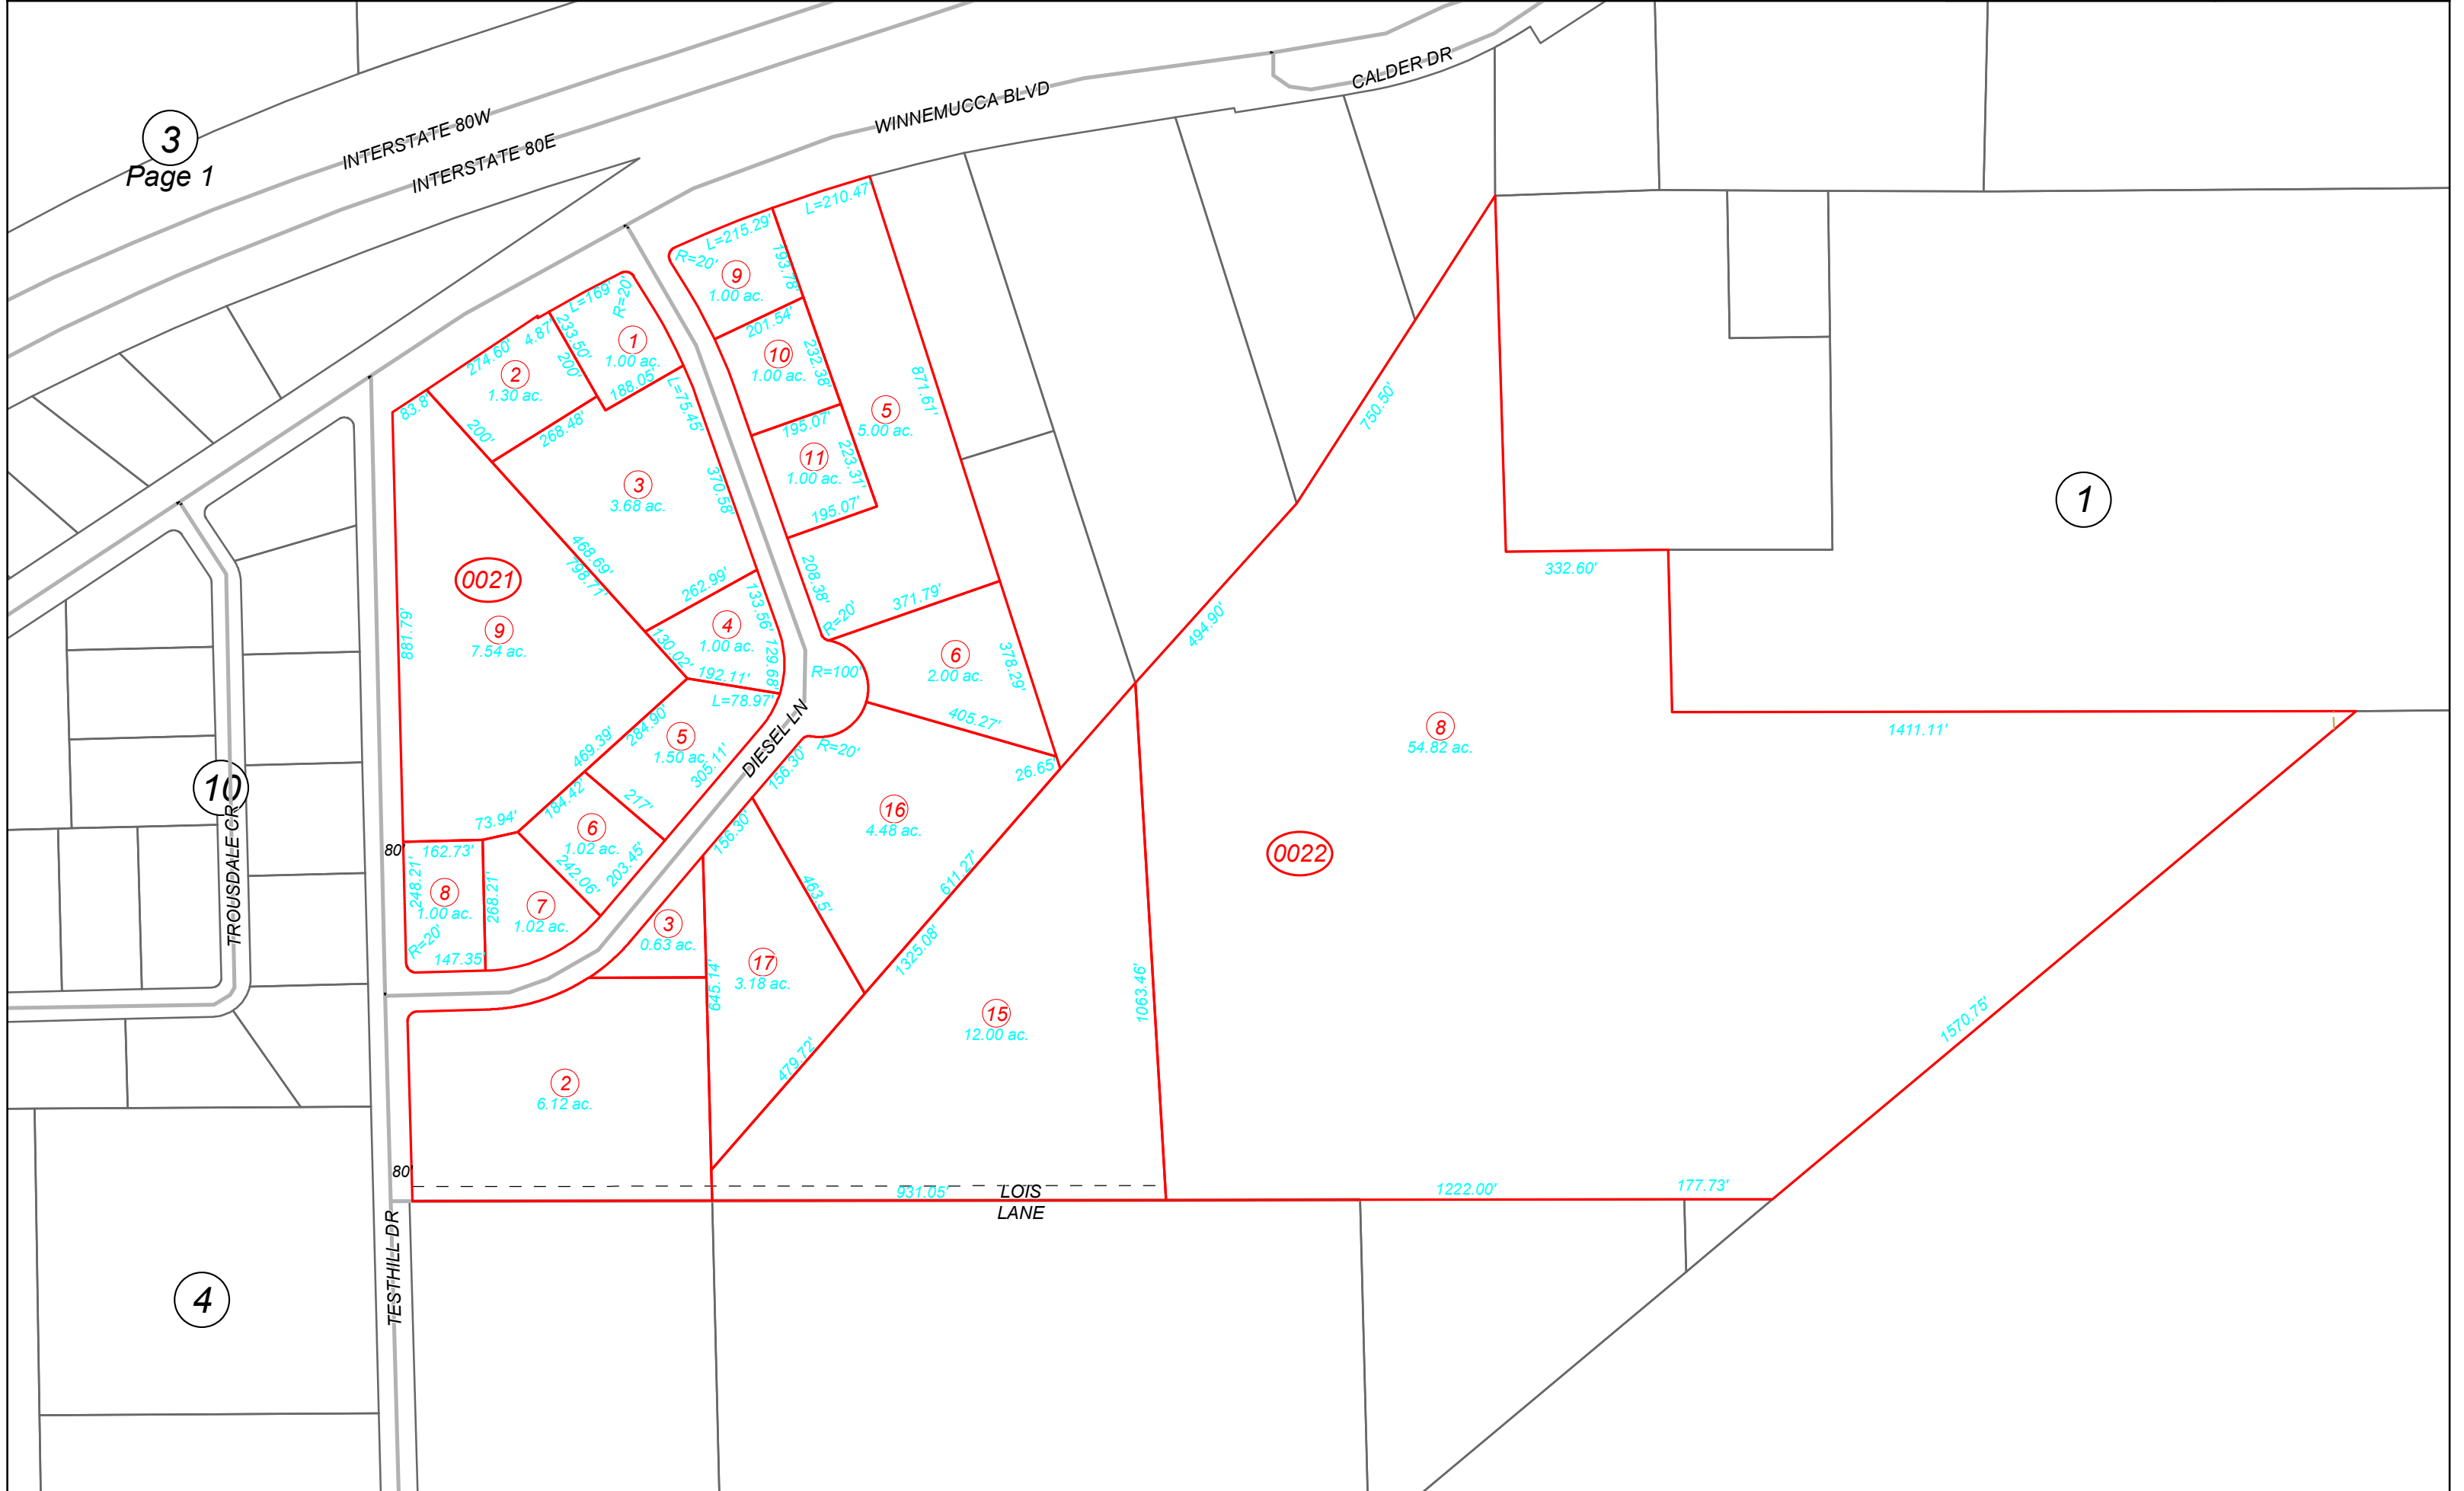 3
Page 1
INTERSTATE 80W
INTERSTATE 80E
WINNEMUCCA BLVD
CALDER DR
L=210.47'
L=215.29'
R=20'
193.78'
9
1.00 ac.
201.54'
10
1.00 ac.
232.38'
195.07'
11
1.00 ac.
223.31'
195.07'
5
5.00 ac.
871.61'
208.38'
R=20'
371.79'
6
2.00 ac.
378.29'
R=100'
405.27'
R=20'
26.65'
L=169'
R=20'
233.50'
200'
1
1.00 ac.
188.05'
L=75.45'
4.87'
274.60'
2
1.30 ac.
83.8'
200'
268.48'
3
3.68 ac.
370.58'
468.69'
798.71'
262.99'
0021
9
7.54 ac.
881.79'
4
1.00 ac.
133.56'
130.02'
129.68'
192.11'
L=78.97'
5
1.50 ac.
284.90'
469.39'
305.11'
217'
184.42'
73.94'
6
1.02 ac.
242.06'
203.45'
80'
162.73'
248.21'
8
1.00 ac.
268.21'
R=20'
147.35'
7
1.02 ac.
DIESEL LN
156.30'
156.30'
3
0.63 ac.
16
4.48 ac.
463.5'
611.27'
1325.08'
17
3.18 ac.
645.14'
479.72'
15
12.00 ac.
1063.46'
2
6.12 ac.
80'
931.05'
LOIS
LANE
1222.00'
177.73'
750.50'
494.90'
332.60'
1411.11'
8
54.82 ac.
0022
1570.75'
1
10
TROUSDALE CR
4
TESTHILL DR